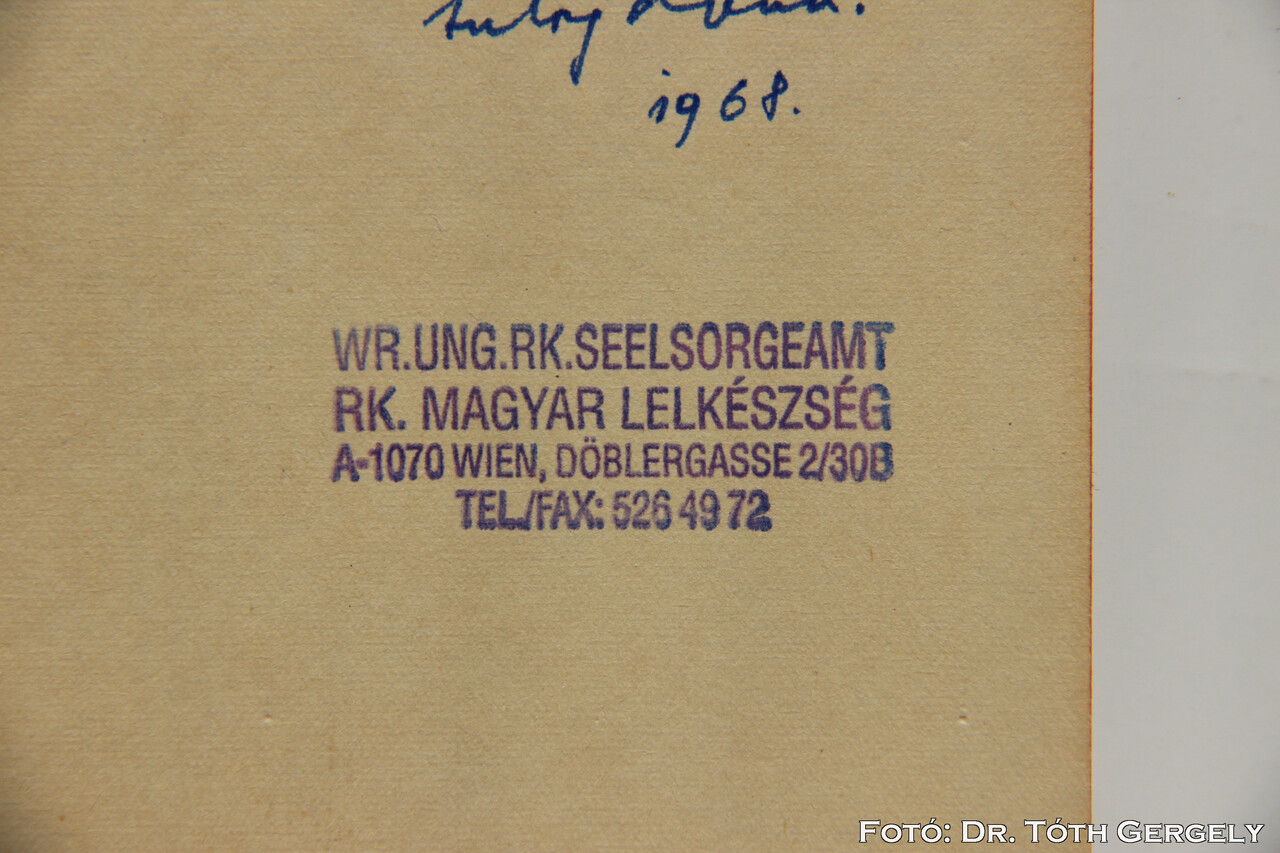 1968.
WR.UNG.RK.SEELSORGEAMT
RK. MAGYAR LELKÉSZSÉG
A-1070 WIEN, DÖBLERGASSE 2/30B
TEL./FAX: 526 49 72
Fotó: Dr. Tóth Gergely